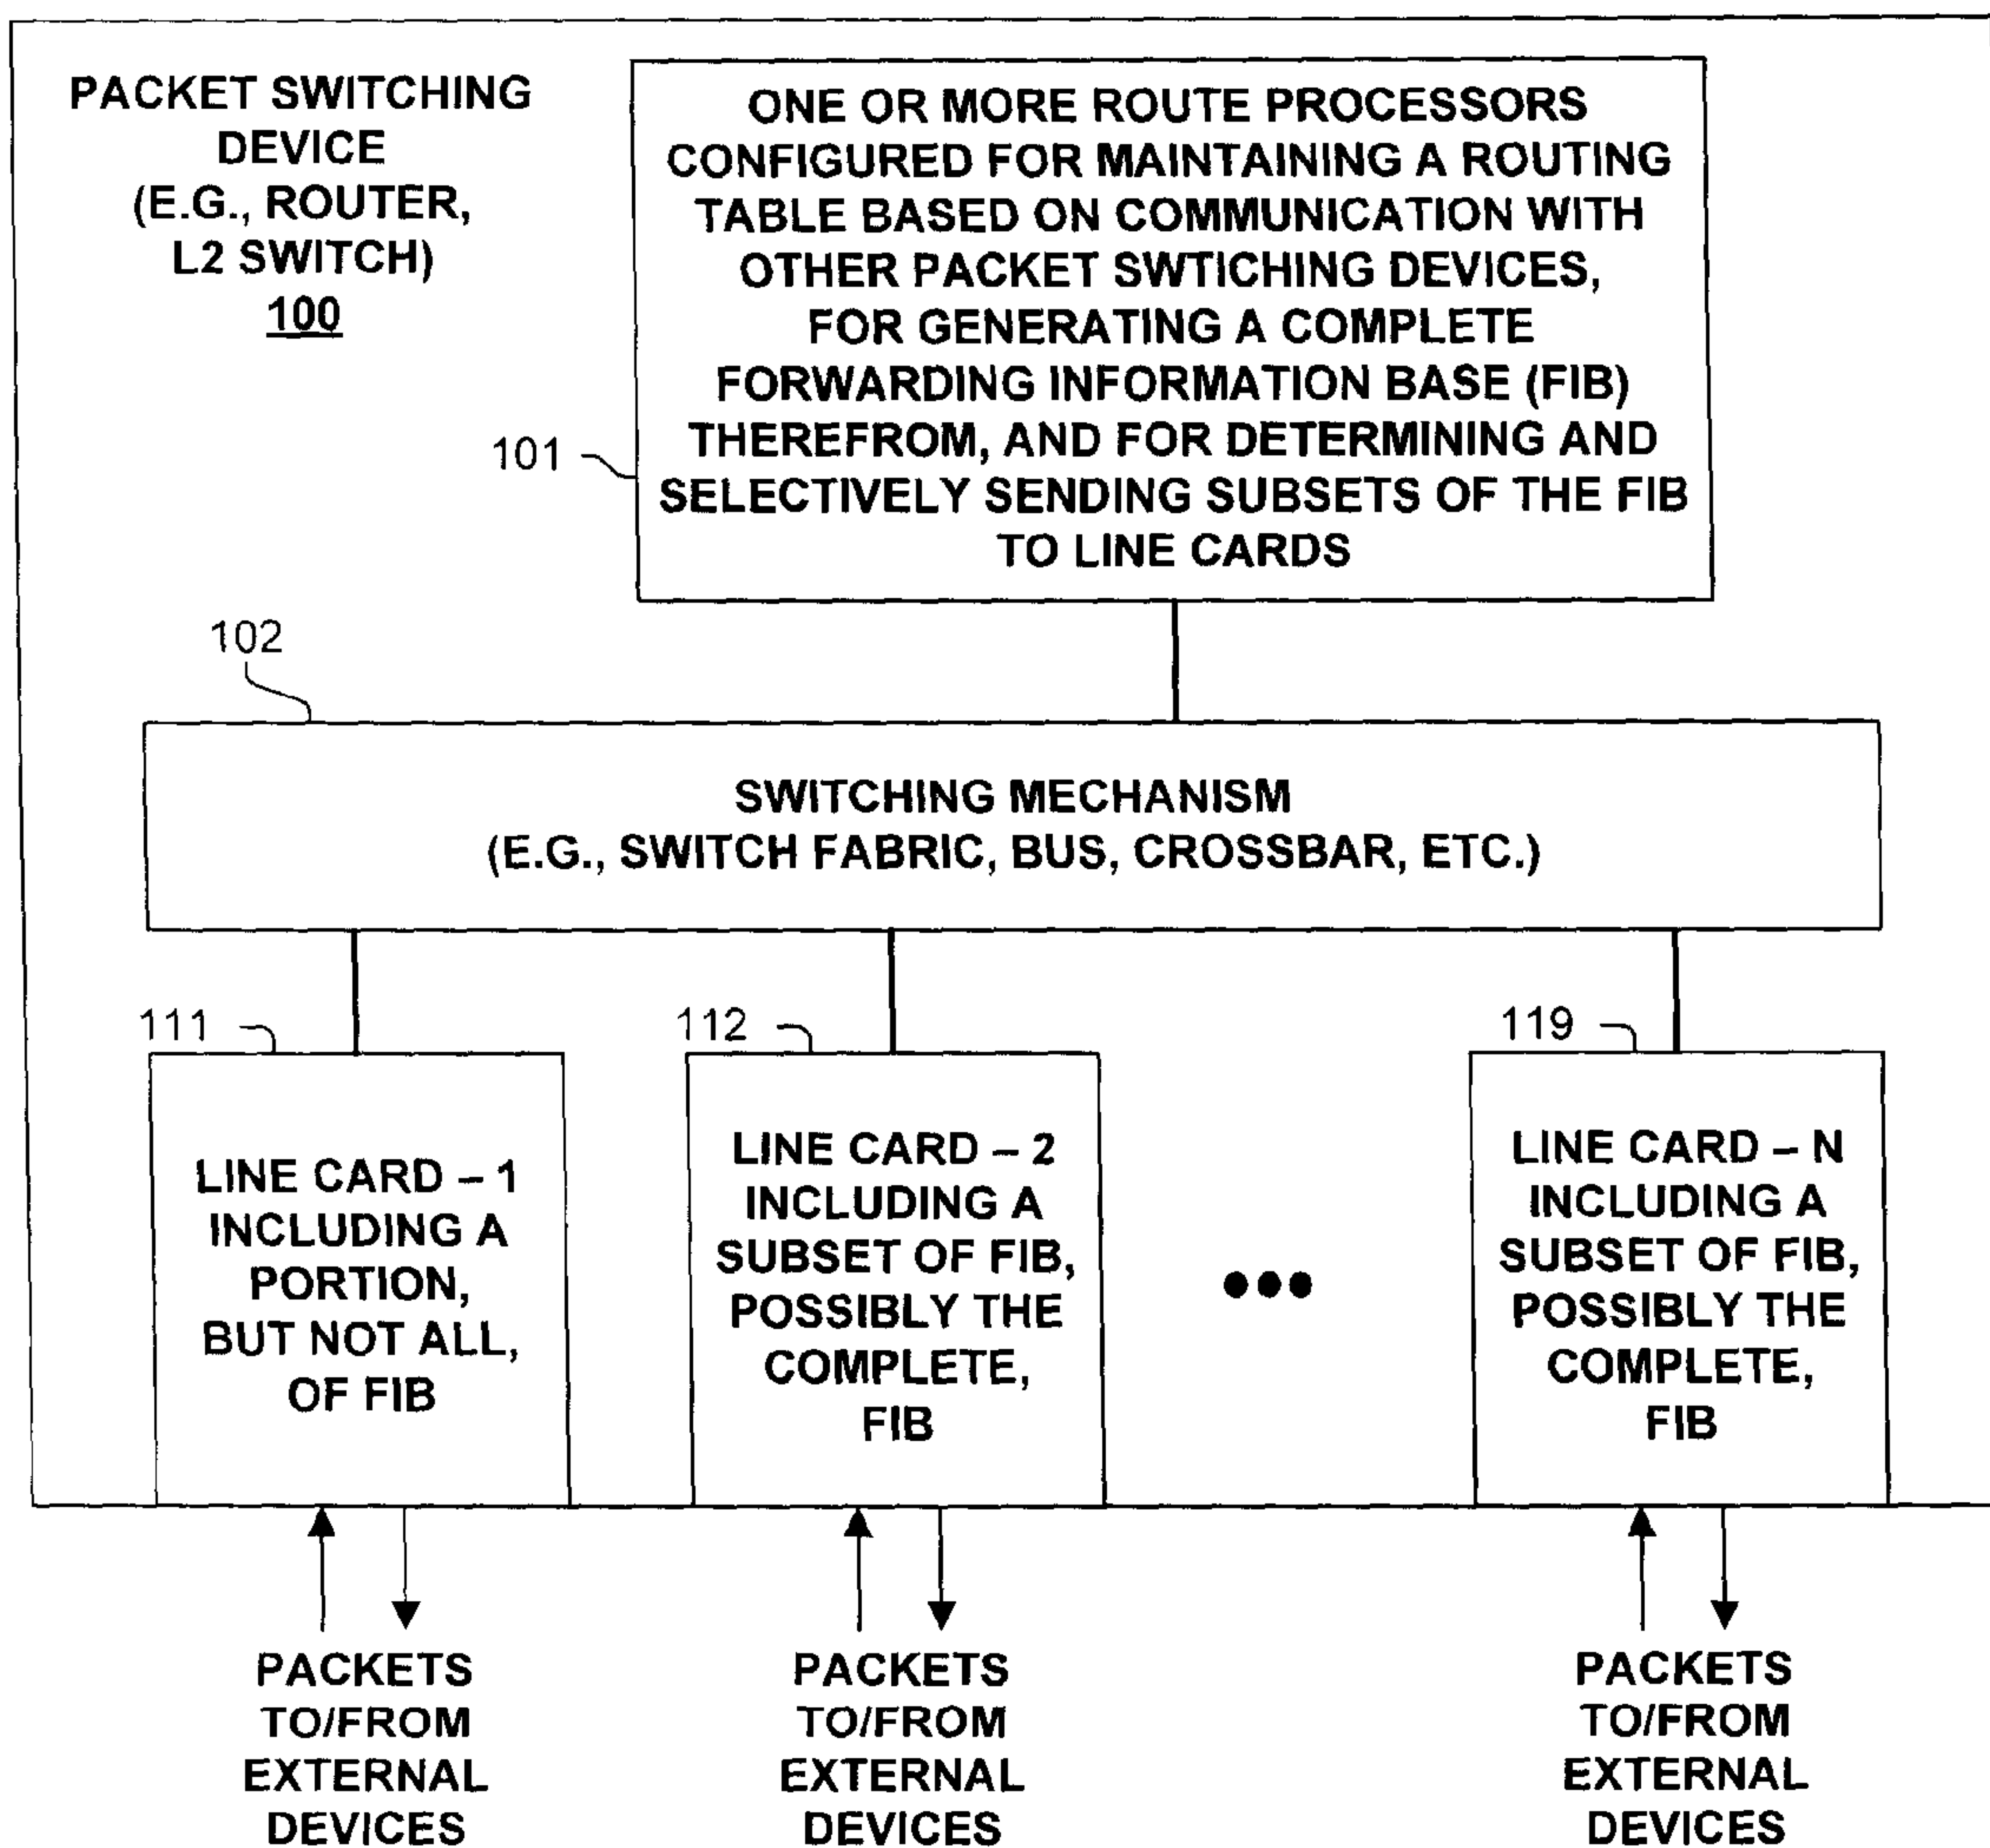 PACKET SWITCHING
DEVICE
(E.G., ROUTER,
L2 SWITCH)
100
ONE OR MORE ROUTE PROCESSORS
CONFIGURED FOR MAINTAINING A ROUTING
TABLE BASED ON COMMUNICATION WITH
OTHER PACKET SWTICHING DEVICES,
FOR GENERATING A COMPLETE
FORWARDING INFORMATION BASE (FIB)
THEREFROM, AND FOR DETERMINING AND
SELECTIVELY SENDING SUBSETS OF THE FIB
TO LINE CARDS
101
102
SWITCHING MECHANISM
(E.G., SWITCH FABRIC, BUS, CROSSBAR, ETC.)
111
LINE CARD – 1
INCLUDING A
PORTION,
BUT NOT ALL,
OF FIB
112
LINE CARD – 2
INCLUDING A
SUBSET OF FIB,
POSSIBLY THE
COMPLETE,
FIB
119
LINE CARD – N
INCLUDING A
SUBSET OF FIB,
POSSIBLY THE
COMPLETE,
FIB
PACKETS
TO/FROM
EXTERNAL
DEVICES
PACKETS
TO/FROM
EXTERNAL
DEVICES
PACKETS
TO/FROM
EXTERNAL
DEVICES